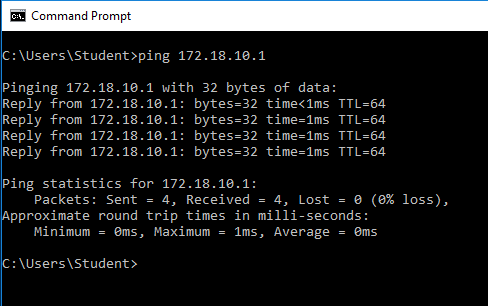 Command Prompt
C:\Users\Student>ping 172.18.10.1
Pinging 172.18.10.1 with 32 bytes of data:
Reply from 172.18.10.1: bytes=32 time<1ms TTL=64
Reply from 172.18.10.1: bytes=32 time=1ms TTL=64
Reply from 172.18.10.1: bytes=32 time=1ms TTL=64
Reply from 172.18.10.1: bytes=32 time=1ms TTL=64
Ping statistics for 172.18.10.1:
    Packets: Sent = 4, Received = 4, Lost = 0 (0% loss),
Approximate round trip times in milli-seconds:
    Minimum = 0ms, Maximum = 1ms, Average = 0ms
C:\Users\Student>